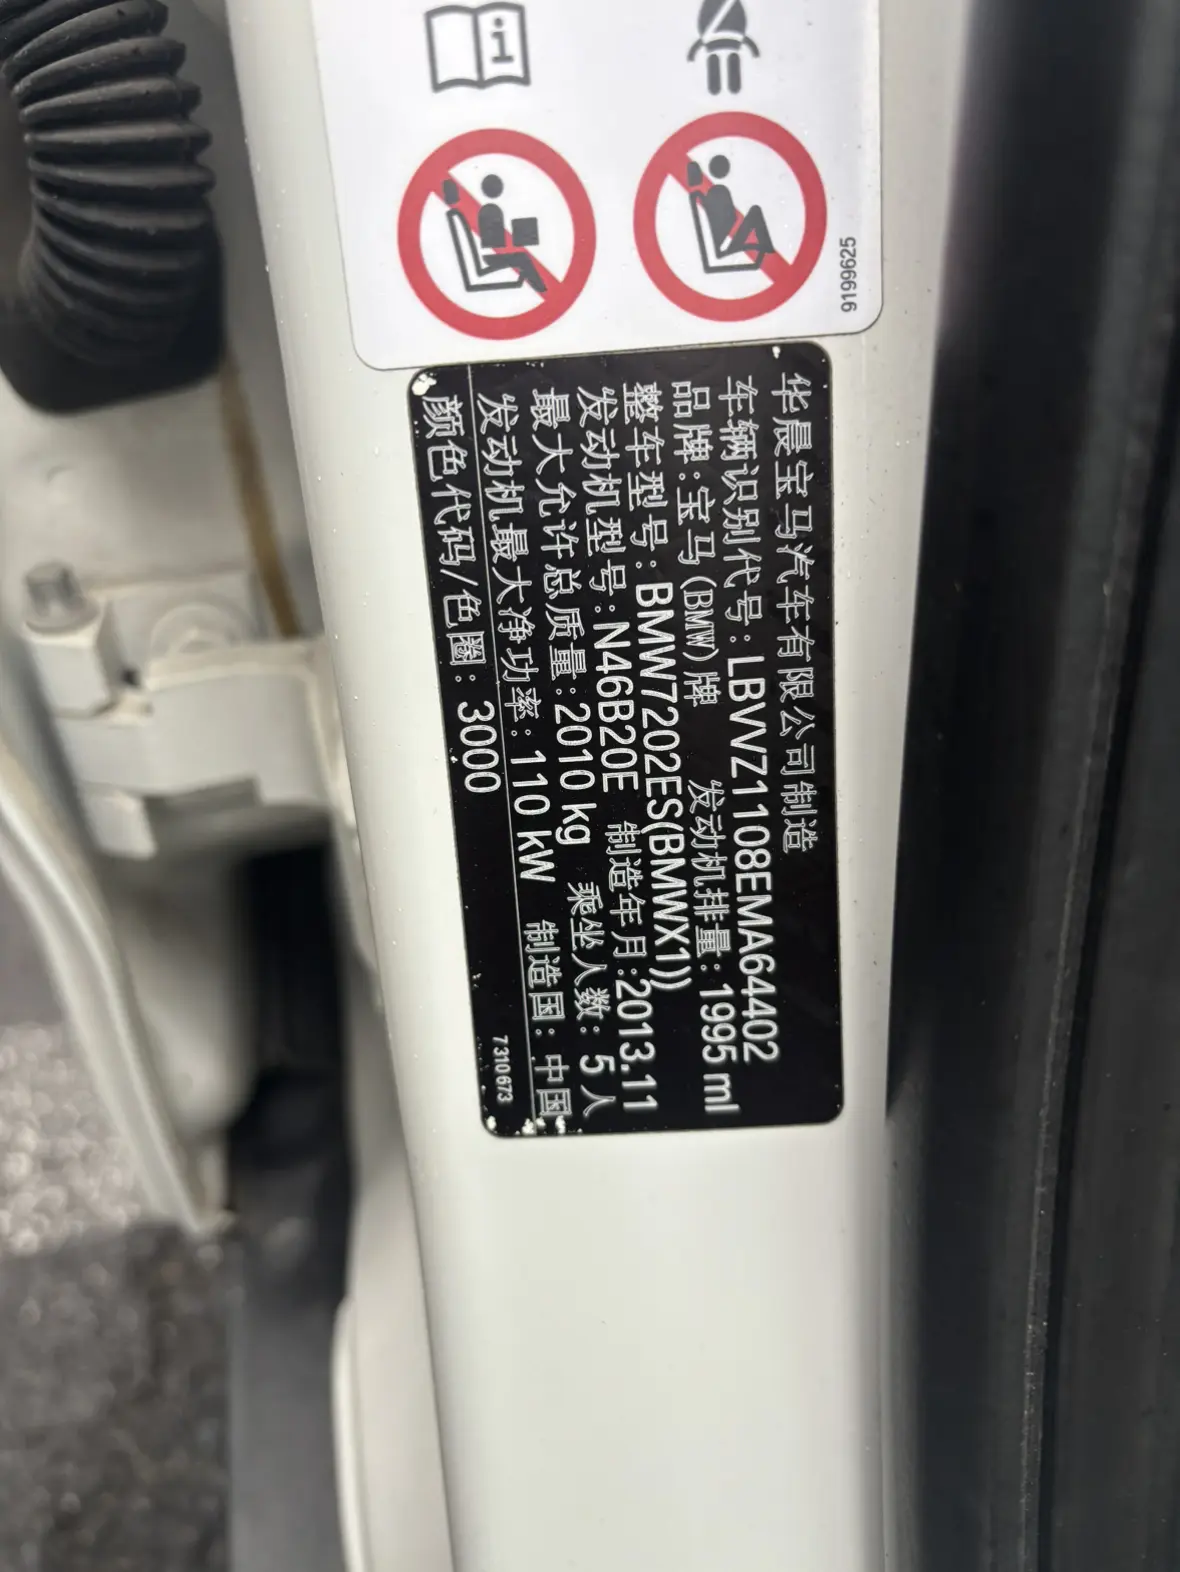 9199625
华晨宝马汽车有限公司制造
车辆识别代号:LBVVZ1108EMA64402
品牌:宝马(BMW)牌 发动机排量:1995 ml
整车型号:BMW7202ES(BMWX1))
发动机型号:N46B20E 制造年月:2013.11
最大允许总质量:2010 kg 乘坐人数:5人
发动机最大净功率:110 kW 制造国:中国
颜色代码/色圈:3000
7 310 673